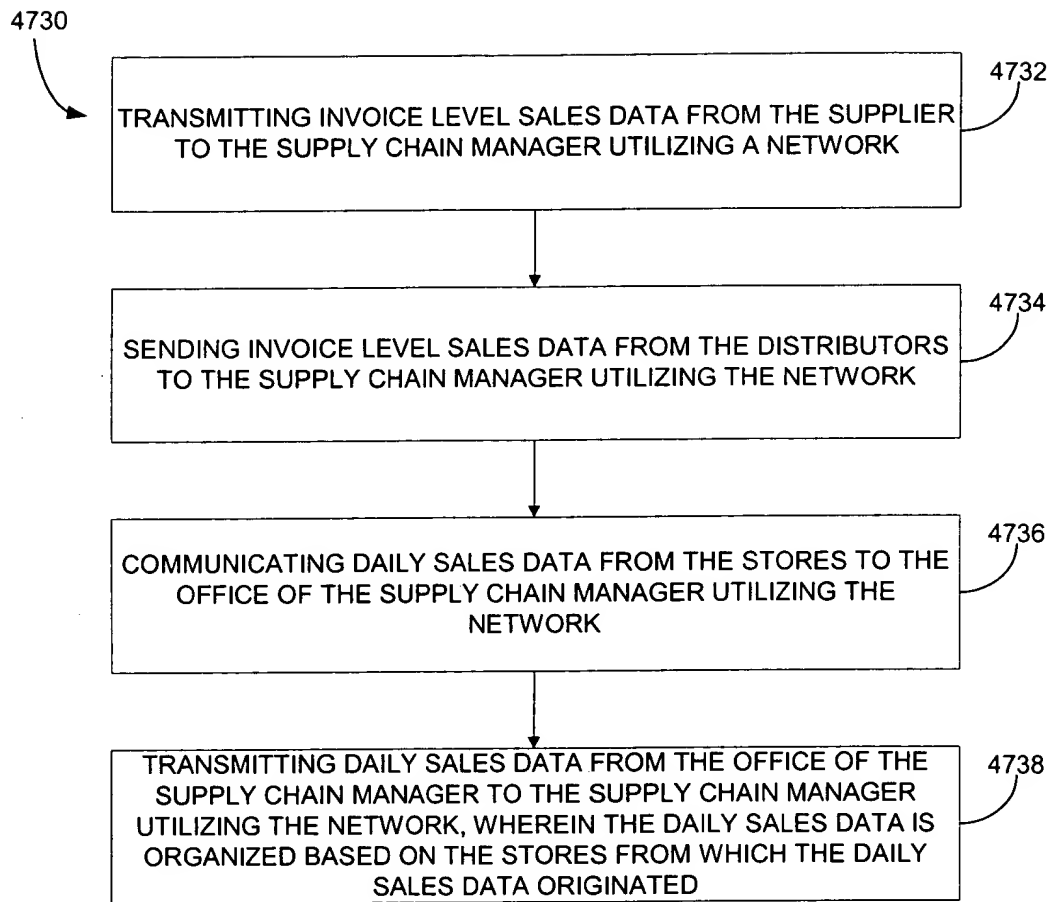 4730
4732
TRANSMITTING INVOICE LEVEL SALES DATA FROM THE SUPPLIER
TO THE SUPPLY CHAIN MANAGER UTILIZING A NETWORK
4734
SENDING INVOICE LEVEL SALES DATA FROM THE DISTRIBUTORS
TO THE SUPPLY CHAIN MANAGER UTILIZING THE NETWORK
4736
COMMUNICATING DAILY SALES DATA FROM THE STORES TO THE
OFFICE OF THE SUPPLY CHAIN MANAGER UTILIZING THE
NETWORK
4738
TRANSMITTING DAILY SALES DATA FROM THE OFFICE OF THE
SUPPLY CHAIN MANAGER TO THE SUPPLY CHAIN MANAGER
UTILIZING THE NETWORK, WHEREIN THE DAILY SALES DATA IS
ORGANIZED BASED ON THE STORES FROM WHICH THE DAILY
SALES DATA ORIGINATED